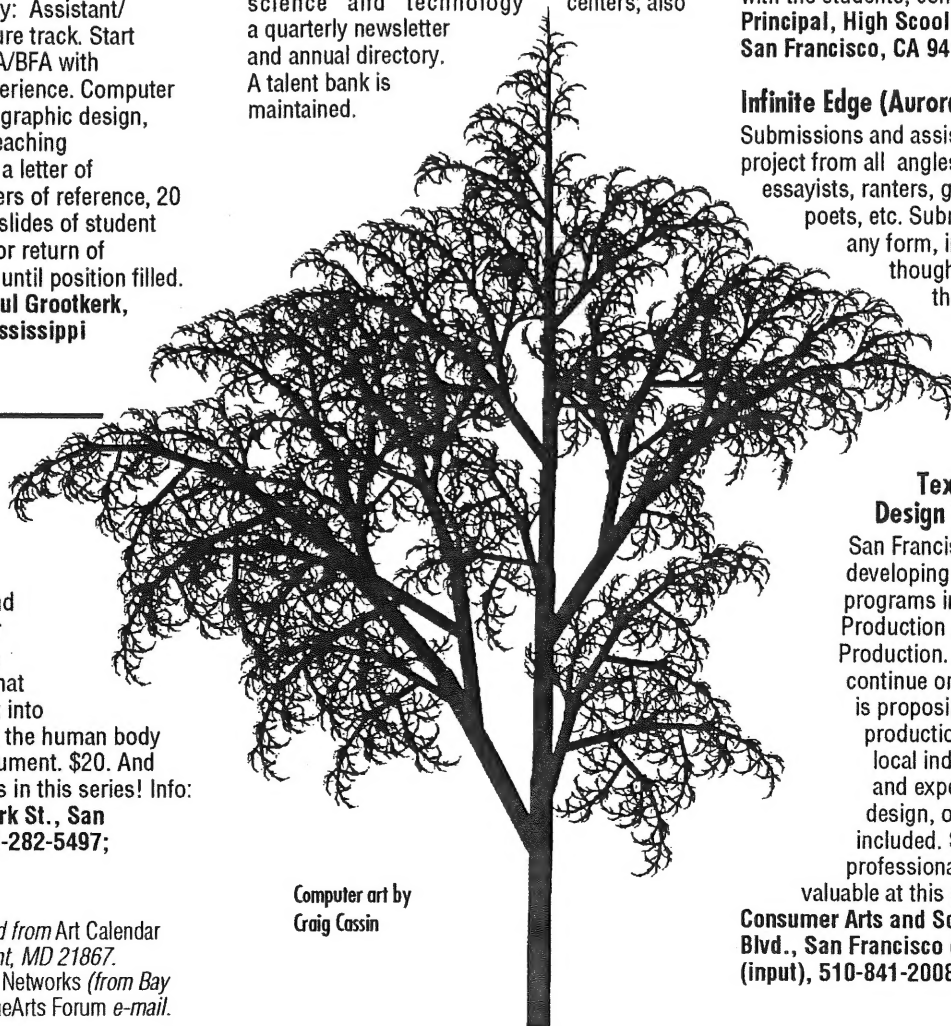 y: Assistant/
ure track. Start
A/BFA with
erience. Computer
graphic design,
eaching
a letter of
ers of reference, 20
slides of student
or return of
until position filled.
ul Grootkerk,
ssissippi
nd
hat
into
the human body
ument. $20. And
s in this series! Info:
rk St., San
-282-5497;
d from Art Calendar
nt, MD 21867.
Networks (from Bay
eArts Forum e-mail.
science and technology centers; also
a quarterly newsletter
and annual directory.
A talent bank is
maintained.
Computer art by
Craig Cassin
with the students, con
Principal, High Scool
San Francisco, CA 94
Infinite Edge (Auror
Submissions and assis
project from all angles
essayists, ranters, g
poets, etc. Subr
any form, i
though
th
Tex
Design
San Francis
developing
programs in
Production
Production.
continue or
is proposi
productio
local ind
and expe
design, o
included. S
professiona
valuable at this
Consumer Arts and Sc
Blvd., San Francisco
(input), 510-841-2008